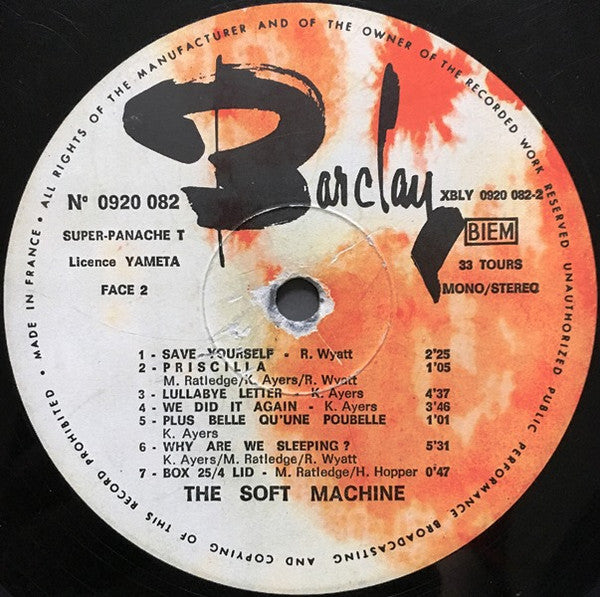 MADE IN FRANCE • ALL RIGHTS OF THE MANUFACTURER AND OF THE OWNER OF THE RECORDED WORK RESERVED UNAUTHORIZED PUBLIC PERFORMANCE BROADCASTING AND COPYING OF THIS RECORD PROHIBITED •
Barclay
N° 0920 082
XBLY 0920 082-2
SUPER-PANACHE T
BIEM
Licence YAMETA
33 TOURS
FACE 2
MONO/STEREO
1 - SAVE YOURSELF - R. Wyatt 2'25
2 - PRISCILLA 1'05
M. Ratledge/K. Ayers/R. Wyatt
3 - LULLABYE LETTER - K. Ayers 4'37
4 - WE DID IT AGAIN - K. Ayers 3'46
5 - PLUS BELLE QU'UNE POUBELLE 1'01
K. Ayers
6 - WHY ARE WE SLEEPING ? 5'31
K. Ayers/M. Ratledge/R. Wyatt
7 - BOX 25/4 LID - M. Ratledge/H. Hopper 0'47
THE SOFT MACHINE